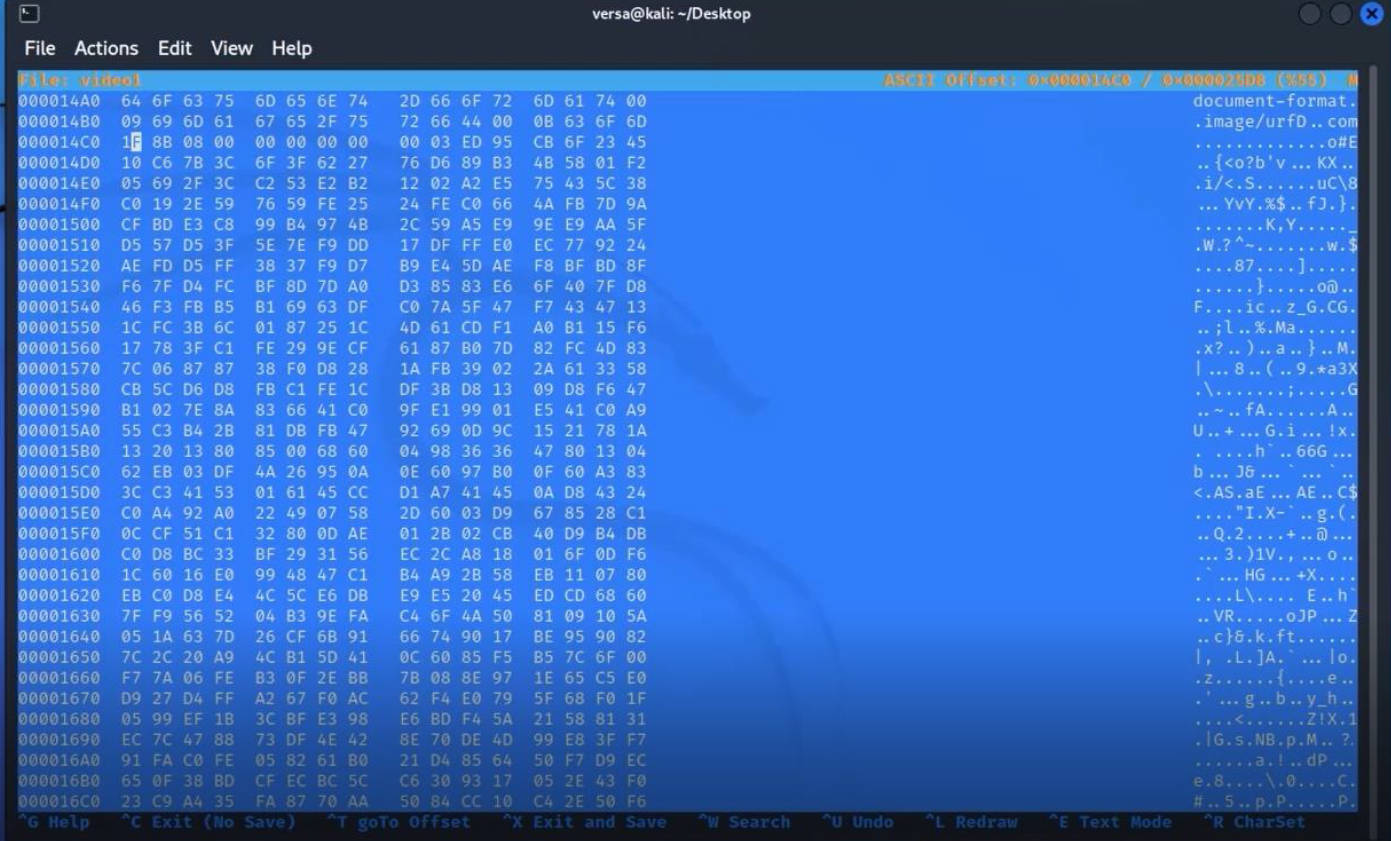 versa@kali: ~/Desktop
File Actions Edit View Help
File: video1 ASCII Offset: 0x000014C0 / 0x000025D8 (%55) M
000014A0 64 6F 63 75 6D 65 6E 74 2D 66 6F 72 6D 61 74 00 document-format.
000014B0 09 69 6D 61 67 65 2F 75 72 66 44 00 0B 63 6F 6D .image/urfD..com
000014C0 1F 8B 08 00 00 00 00 00 00 03 ED 95 CB 6F 23 45 .............o#E
000014D0 10 C6 7B 3C 6F 3F 62 27 76 D6 89 B3 4B 58 01 F2 ..{<o?b'v...KX..
000014E0 05 69 2F 3C C2 53 E2 B2 12 02 A2 E5 75 43 5C 38 .i/<.S......uC\8
000014F0 C0 19 2E 59 76 59 FE 25 24 FE C0 66 4A FB 7D 9A ...YvY.%$..fJ.}.
00001500 CF BD E3 C8 99 B4 97 4B 2C 59 A5 E9 9E E9 AA 5F .......K,Y....._
00001510 D5 57 D5 3F 5E 7E F9 DD 17 DF FF E0 EC 77 92 24 .W.?^~.......w.$
00001520 AE FD D5 FF 38 37 F9 D7 B9 E4 5D AE F8 BF BD 8F ....87....].....
00001530 F6 7F D4 FC BF 8D 7D A0 D3 85 83 E6 6F 40 7F D8 ......}.....o@..
00001540 46 F3 FB B5 B1 69 63 DF C0 7A 5F 47 F7 43 47 13 F....ic..z_G.CG.
00001550 1C FC 3B 6C 01 87 25 1C 4D 61 CD F1 A0 B1 15 F6 ..;l..%.Ma......
00001560 17 78 3F C1 FE 29 9E CF 61 87 B0 7D 82 FC 4D 83 .x?..)..a..}..M.
00001570 7C 06 87 87 38 F0 D8 28 1A FB 39 02 2A 61 33 58 |...8..(..9.*a3X
00001580 CB 5C D6 D8 FB C1 FE 1C DF 3B D8 13 09 D8 F6 47 .\.......;.....G
00001590 B1 02 7E 8A 83 66 41 C0 9F E1 99 01 E5 41 C0 A9 ..~..fA......A..
000015A0 55 C3 B4 2B 81 DB FB 47 92 69 0D 9C 15 21 78 1A U..+...G.i...!x.
000015B0 13 20 13 80 85 00 68 60 04 98 36 36 47 80 13 04 . ....h`..66G...
000015C0 62 EB 03 DF 4A 26 95 0A 0E 60 97 B0 0F 60 A3 83 b...J&...`...`..
000015D0 3C C3 41 53 01 61 45 CC D1 A7 41 45 0A D8 43 24 <.AS.aE...AE..C$
000015E0 C0 A4 92 A0 22 49 07 58 2D 60 03 D9 67 85 28 C1 ...."I.X-`..g.(.
000015F0 0C CF 51 C1 32 80 0D AE 01 2B 02 CB 40 D9 B4 DB ..Q.2....+..@...
00001600 C0 D8 BC 33 BF 29 31 56 EC 2C A8 18 01 6F 0D F6 ...3.)1V.,...o..
00001610 1C 60 16 E0 99 48 47 C1 B4 A9 2B 58 EB 11 07 80 .`...HG...+X....
00001620 EB C0 D8 E4 4C 5C E6 DB E9 E5 20 45 ED CD 68 60 ....L\.... E..h`
00001630 7F F9 56 52 04 B3 9E FA C4 6F 4A 50 81 09 10 5A ..VR.....oJP...Z
00001640 05 1A 63 7D 26 CF 6B 91 66 74 90 17 BE 95 90 82 ..c}&.k.ft......
00001650 7C 2C 20 A9 4C B1 5D 41 0C 60 85 F5 B5 7C 6F 00 |, .L.]A.`...|o.
00001660 F7 7A 06 FE B3 0F 2E BB 7B 08 8E 97 1E 65 C5 E0 .z......{....e..
00001670 D9 27 D4 FF A2 67 F0 AC 62 F4 E0 79 5F 68 F0 1F .'...g..b..y_h..
00001680 05 99 EF 1B 3C BF E3 98 E6 BD F4 5A 21 58 81 31 ....<......Z!X.1
00001690 EC 7C 47 88 73 DF 4E 42 8E 70 DE 4D 99 E8 3F F7 .|G.s.NB.p.M..?.
000016A0 91 FA C0 FE 05 82 61 B0 21 D4 85 64 50 F7 D9 EC ......a.!..dP...
000016B0 65 0F 38 BD CF EC BC 5C C6 30 93 17 05 2E 43 F0 e.8....\.0....C.
000016C0 23 C9 A4 35 FA 87 70 AA 50 84 CC 10 C4 2E 50 F6 #..5..p.P.....P.
^G Help ^C Exit (No Save) ^T goTo Offset ^X Exit and Save ^W Search ^U Undo ^L Redraw ^E Text Mode ^R CharSet